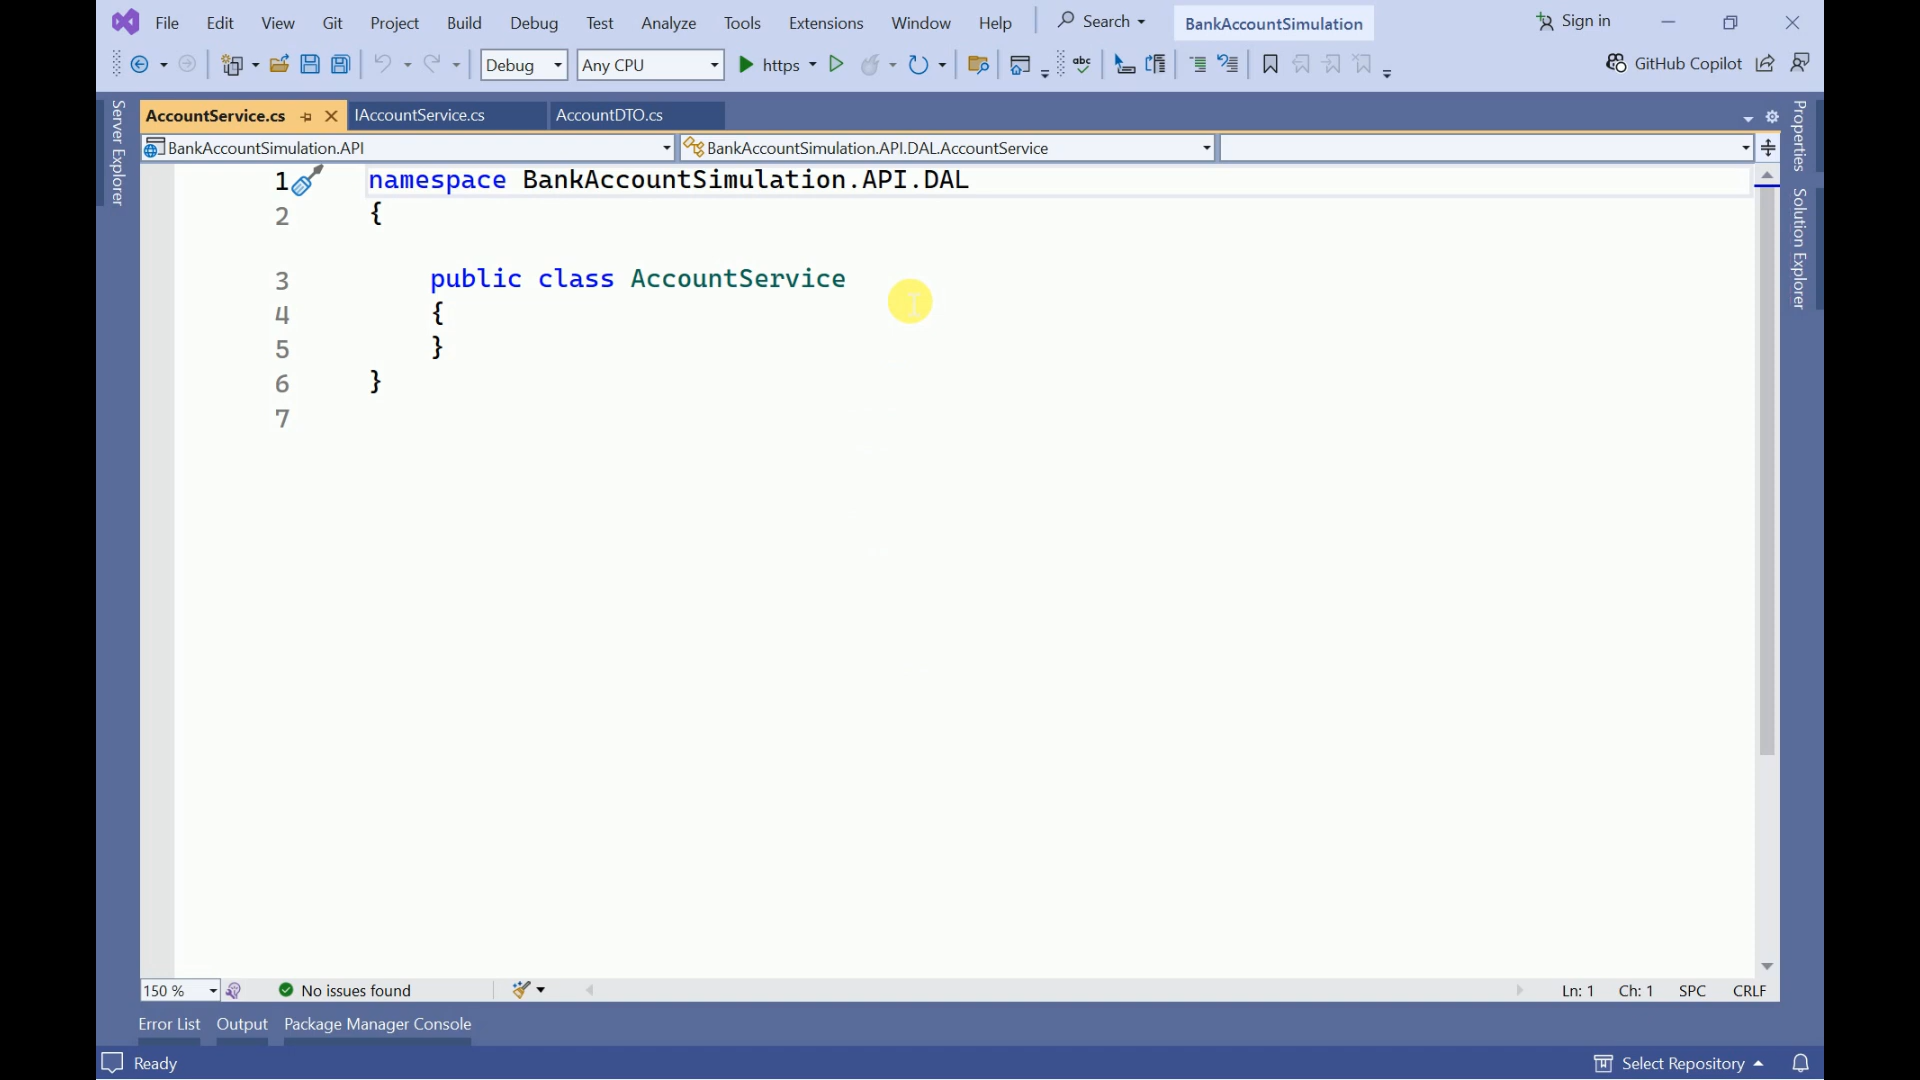 File Edit View Git Project Build Debug Test Analyze Tools Extensions Window Help Search BankAccountSimulation Sign in
Debug Any CPU https abc GitHub Copilot
AccountService.cs IAccountService.cs AccountDTO.cs
BankAccountSimulation.API BankAccountSimulation.API.DAL.AccountService
Server Explorer
Properties
Solution Explorer
1 namespace BankAccountSimulation.API.DAL
2 {
3 public class AccountService
4 {
5 }
6 }
7
150 % No issues found Ln: 1 Ch: 1 SPC CRLF
Error List Output Package Manager Console
Ready Select Repository